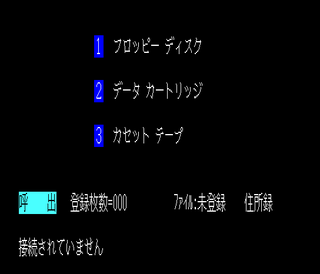 1 フロッピー ディスク
2 データ カートリッジ
3 カセット テープ
呼 出 登録枚数=000 ﾌｧｲﾙ:未登録 住所録
接続されていません